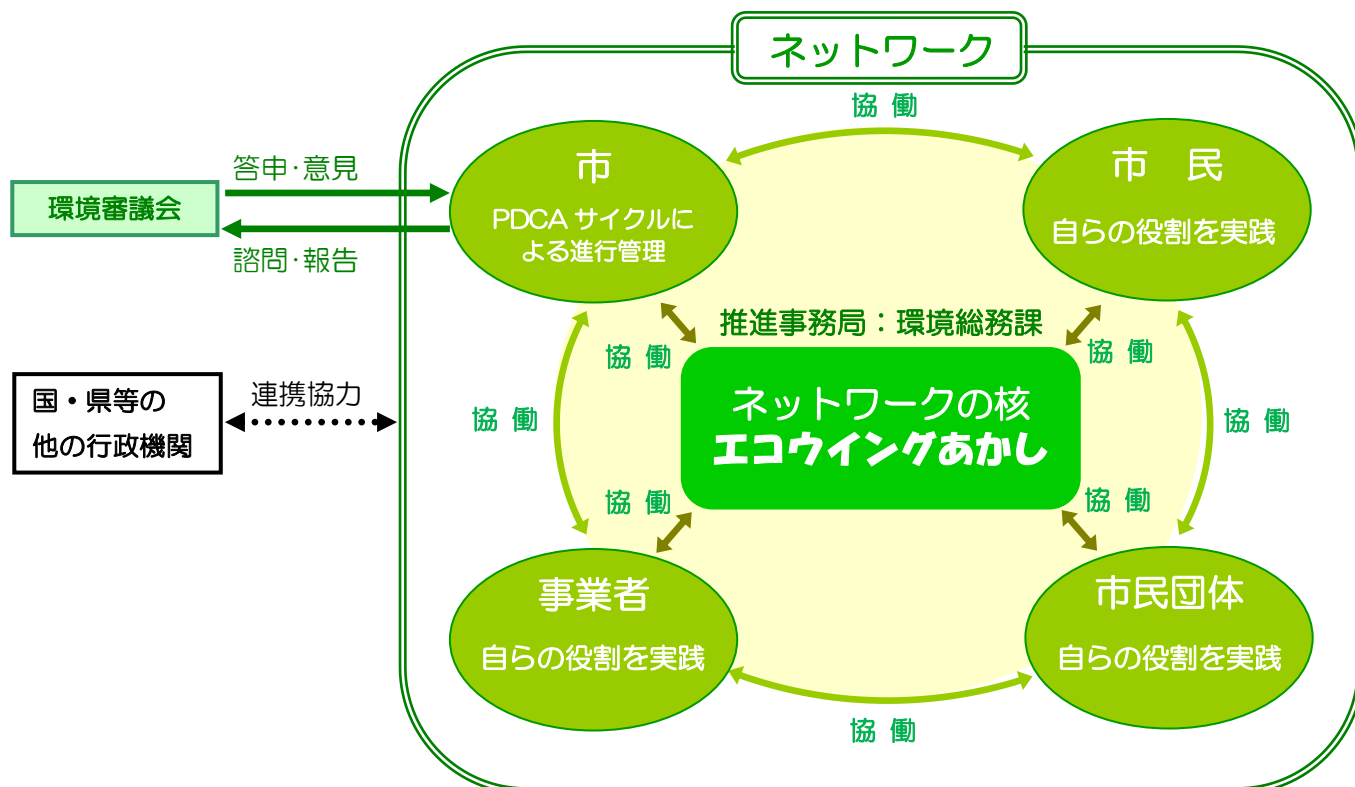 ネットワーク
協 働
市
PDCA サイクルに
よる進行管理
市 民
自らの役割を実践
答申・意見
環境審議会
諮問・報告
推進事務局：環境総務課
協 働
協 働
ネットワークの核
エコウイングあかし
国・県等の
他の行政機関
連携協力
協 働
協 働
協 働
協 働
事業者
自らの役割を実践
市民団体
自らの役割を実践
協 働